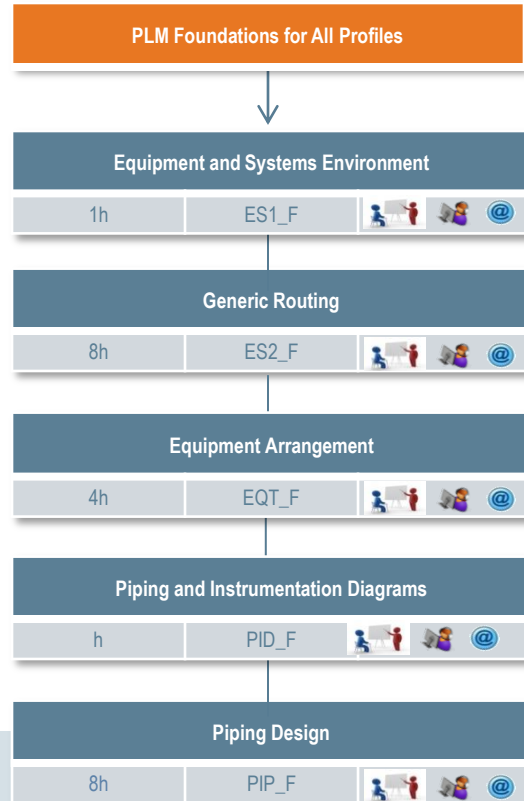 PLM Foundations for All Profiles
Equipment and Systems Environment
1h ES1_F @
Generic Routing
8h ES2_F @
Equipment Arrangement
4h EQT_F @
Piping and Instrumentation Diagrams
h PID_F @
Piping Design
8h PIP_F @